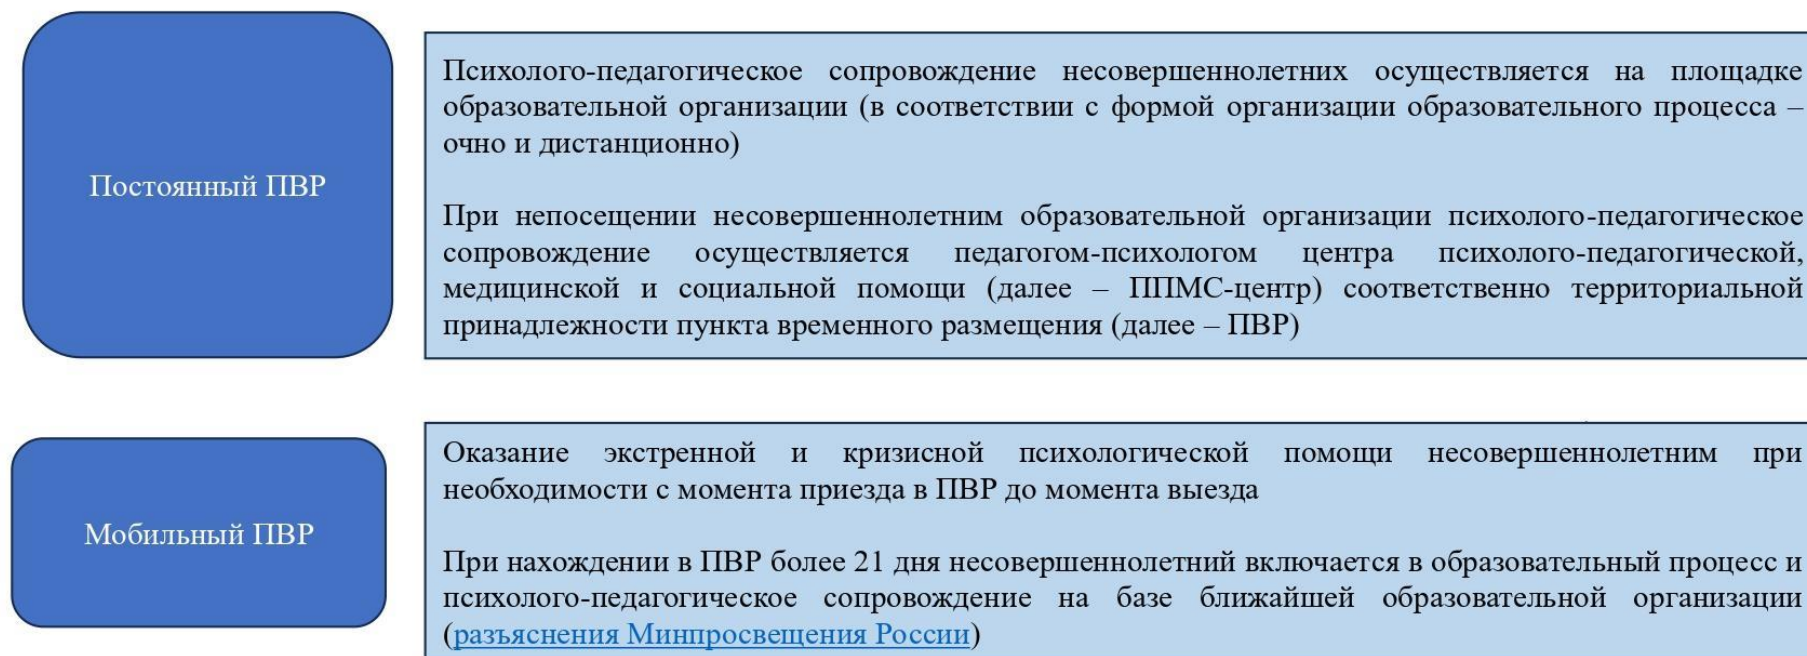 Постоянный ПВР
Психолого-педагогическое сопровождение несовершеннолетних осуществляется на площадке
образовательной организации (в соответствии с формой организации образовательного процесса –
очно и дистанционно)
При непосещении несовершеннолетним образовательной организации психолого-педагогическое
сопровождение осуществляется педагогом-психологом центра психолого-педагогической,
медицинской и социальной помощи (далее – ППМС-центр) соответственно территориальной
принадлежности пункта временного размещения (далее – ПВР)
Мобильный ПВР
Оказание экстренной и кризисной психологической помощи несовершеннолетним при
необходимости с момента приезда в ПВР до момента выезда
При нахождении в ПВР более 21 дня несовершеннолетний включается в образовательный процесс и
психолого-педагогическое сопровождение на базе ближайшей образовательной организации
(разъяснения Минпросвещения России)